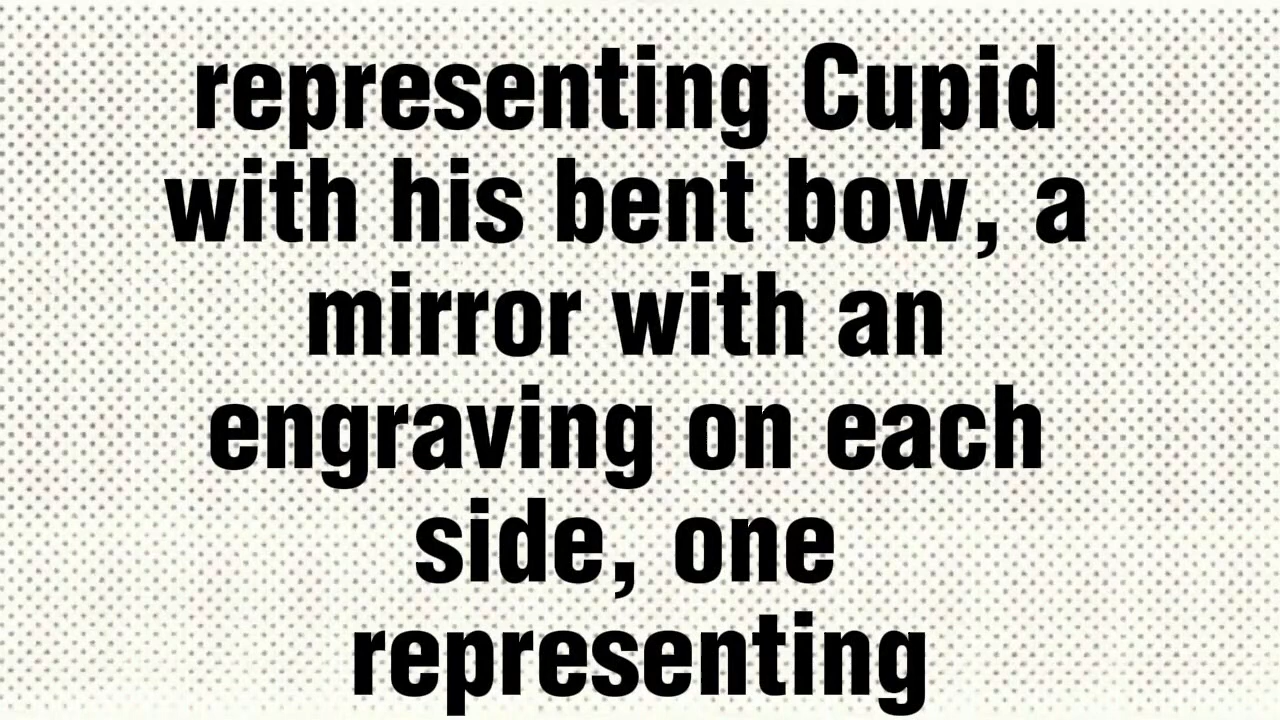 representing Cupid
with his bent bow, a
mirror with an
engraving on each
side, one
representing